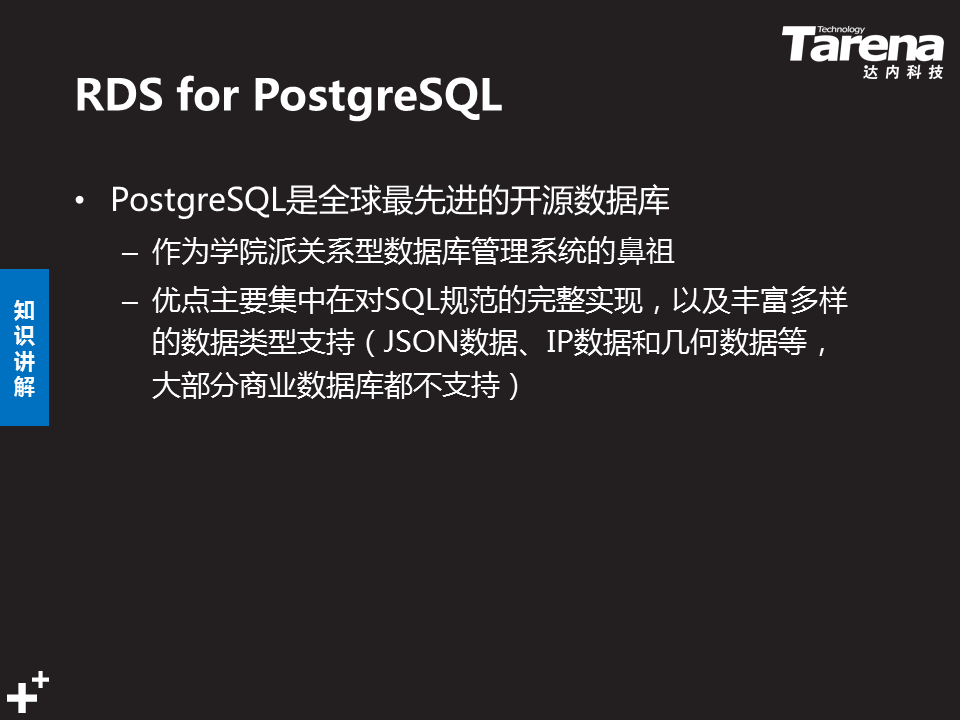 Technology
Tarena
达内科技
RDS for PostgreSQL
• PostgreSQL是全球最先进的开源数据库
– 作为学院派关系型数据库管理系统的鼻祖
– 优点主要集中在对SQL规范的完整实现，以及丰富多样
的数据类型支持（JSON数据、IP数据和几何数据等，
大部分商业数据库都不支持）
知
识
讲
解